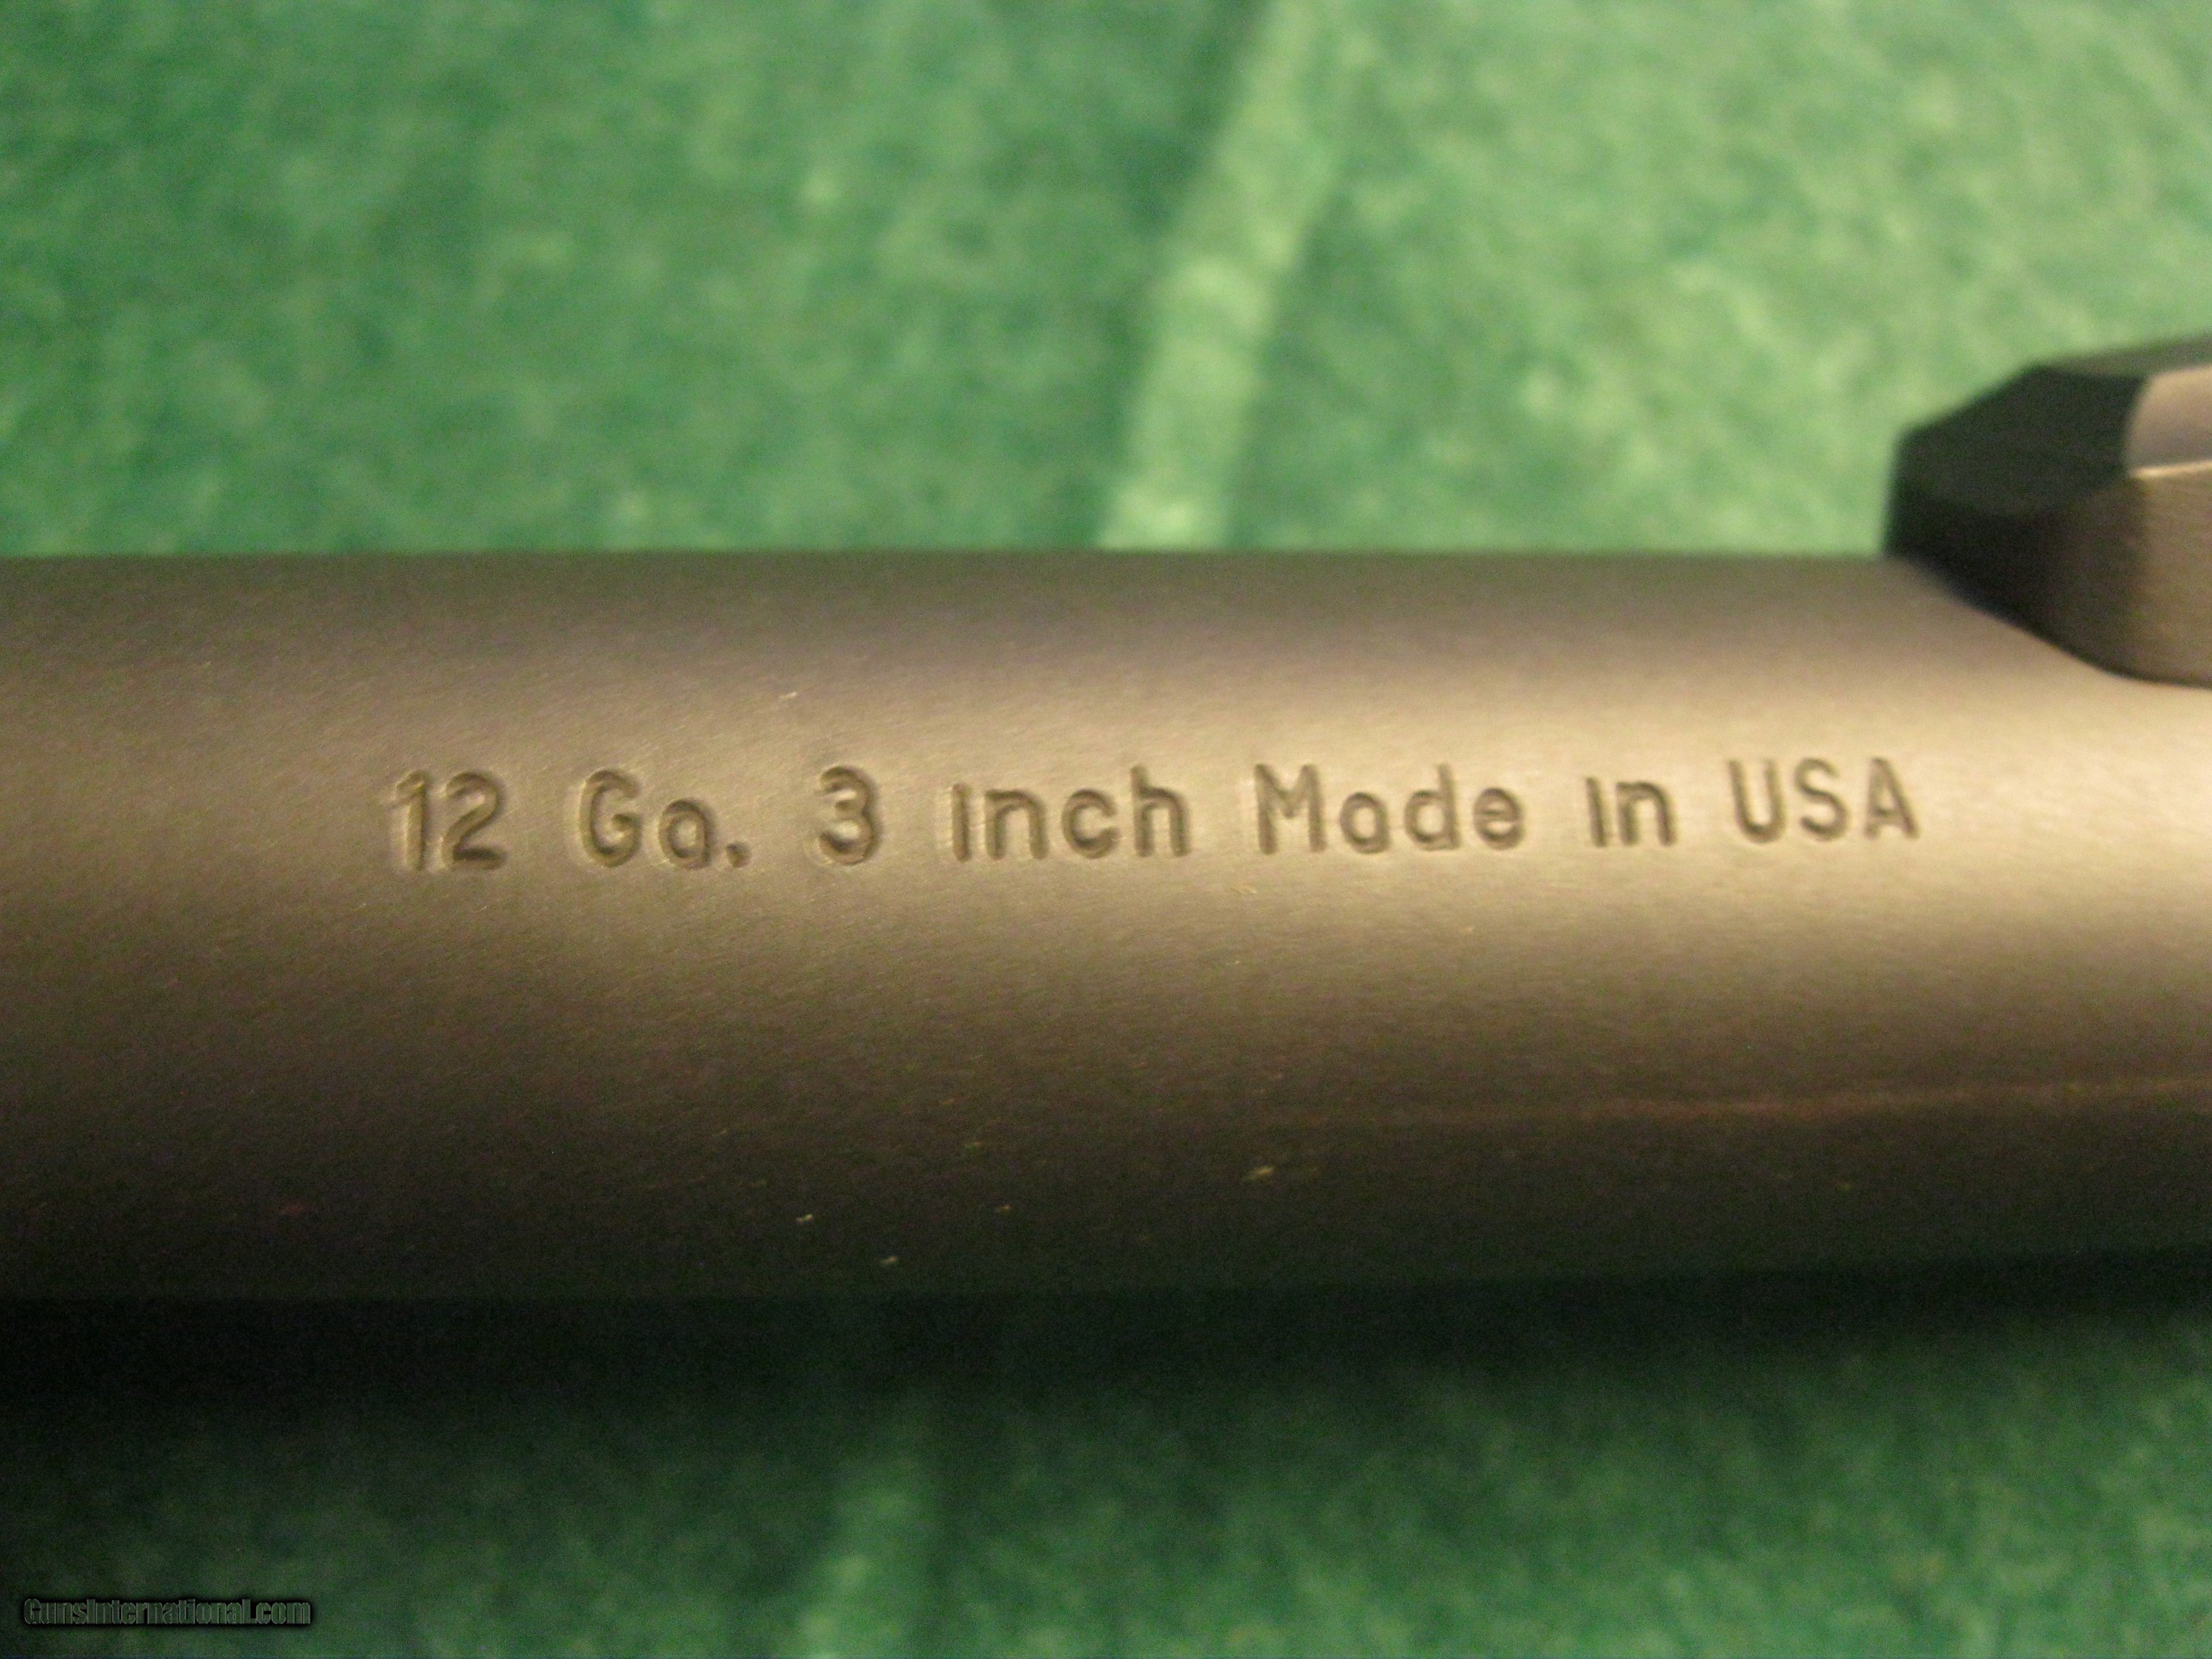 12 Ga. 3 inch Made in USA
GunsInternational.com